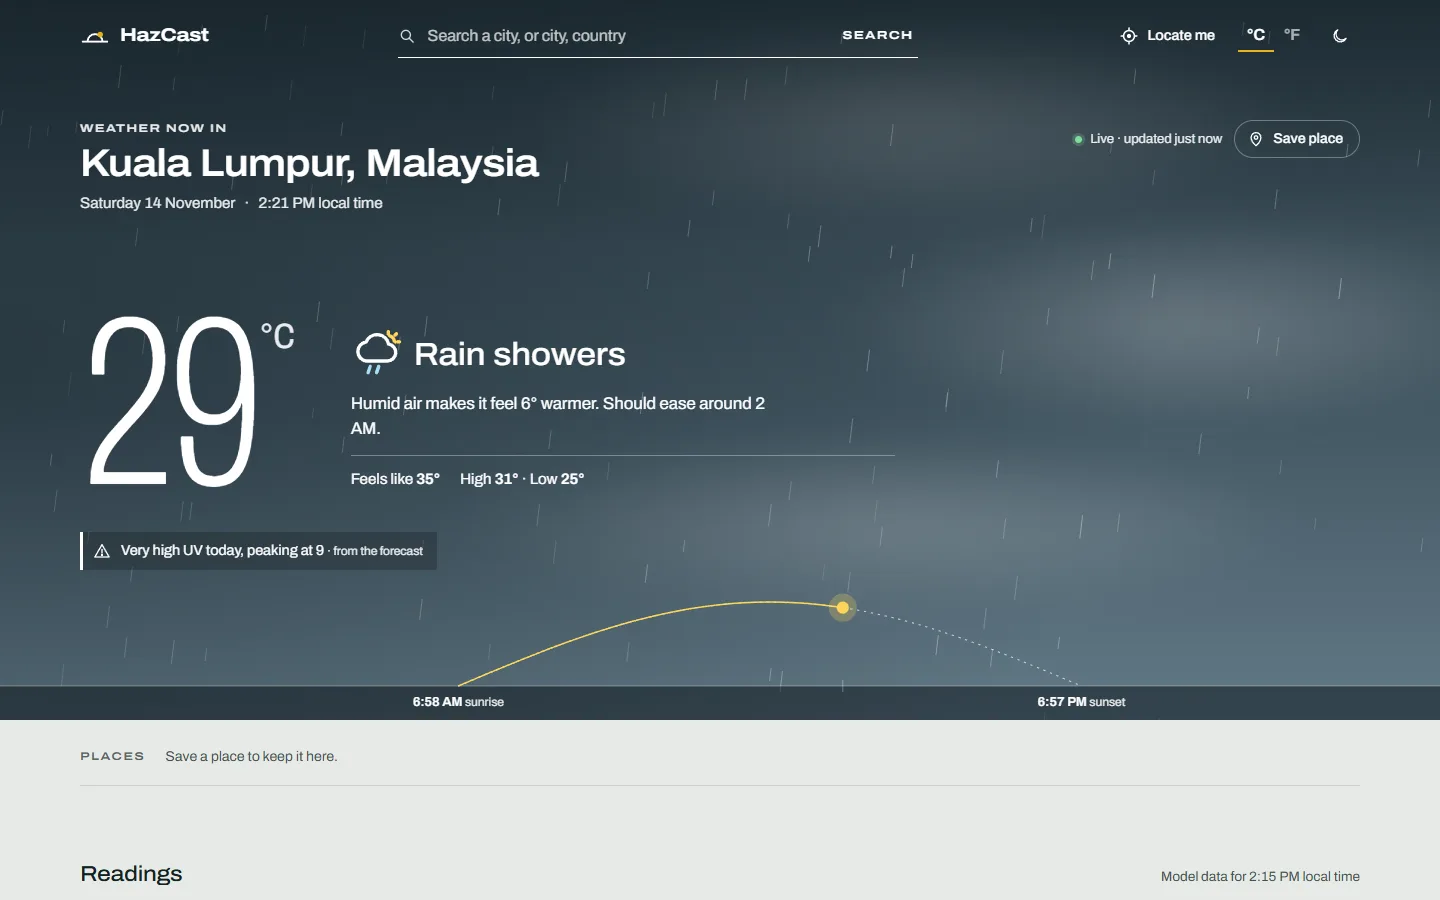 HazCast
Search a city, or city, country
SEARCH
Locate me
°C
°F
WEATHER NOW IN
Kuala Lumpur, Malaysia
Saturday 14 November · 2:21 PM local time
Live · updated just now
Save place
29 °C
Rain showers
Humid air makes it feel 6° warmer. Should ease around 2
AM.
Feels like 35° High 31° · Low 25°
Very high UV today, peaking at 9 · from the forecast
6:58 AM sunrise
6:57 PM sunset
PLACES Save a place to keep it here.
Readings
Model data for 2:15 PM local time